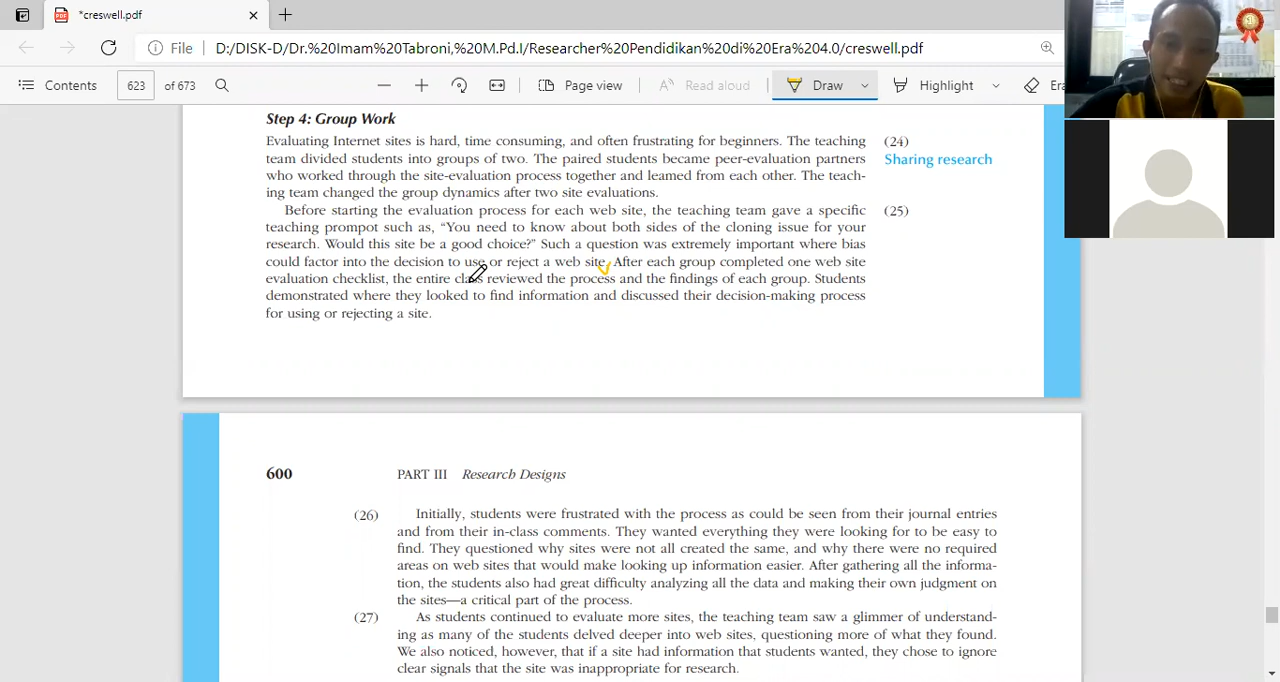 *creswell.pdf
File D:/DISK-D/Dr.%20Imam%20Tabroni,%20M.Pd.I/Researcher%20Pendidikan%20di%20Era%204.0/creswell.pdf
Contents 623 of 673 Page view Read aloud Draw Highlight Era
Step 4: Group Work
Evaluating Internet sites is hard, time consuming, and often frustrating for beginners. The teaching (24)
team divided students into groups of two. The paired students became peer-evaluation partners Sharing research
who worked through the site-evaluation process together and learned from each other. The teach-
ing team changed the group dynamics after two site evaluations.
Before starting the evaluation process for each web site, the teaching team gave a specific (25)
teaching prompot such as, “You need to know about both sides of the cloning issue for your
research. Would this site be a good choice?” Such a question was extremely important where bias
could factor into the decision to use or reject a web site. After each group completed one web site
evaluation checklist, the entire class reviewed the process and the findings of each group. Students
demonstrated where they looked to find information and discussed their decision-making process
for using or rejecting a site.
600 PART III Research Designs
(26) Initially, students were frustrated with the process as could be seen from their journal entries
and from their in-class comments. They wanted everything they were looking for to be easy to
find. They questioned why sites were not all created the same, and why there were no required
areas on web sites that would make looking up information easier. After gathering all the informa-
tion, the students also had great difficulty analyzing all the data and making their own judgment on
the sites—a critical part of the process.
(27) As students continued to evaluate more sites, the teaching team saw a glimmer of understand-
ing as many of the students delved deeper into web sites, questioning more of what they found.
We also noticed, however, that if a site had information that students wanted, they chose to ignore
clear signals that the site was inappropriate for research.